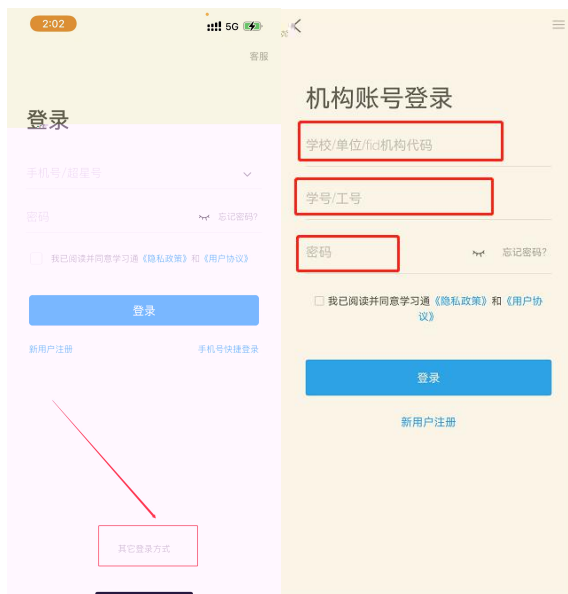 2:02
5G
客服
登录
手机号/超星号
密码
忘记密码?
我已阅读并同意学习通《隐私政策》和《用户协议》
登录
新用户注册
手机号快捷登录
其它登录方式
机构账号登录
学校/单位/fid机构代码
学号/工号
密码
忘记密码?
我已阅读并同意学习通《隐私政策》和《用户协
议》
登录
新用户注册